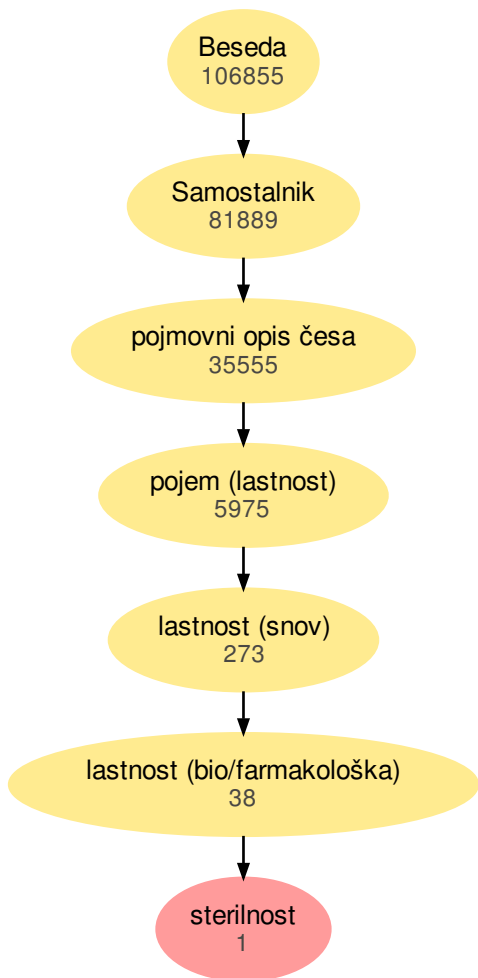 Beseda
106855
Samostalnik
81889
pojmovni opis česa
35555
pojem (lastnost)
5975
lastnost (snov)
273
lastnost (bio/farmakološka)
38
sterilnost
1